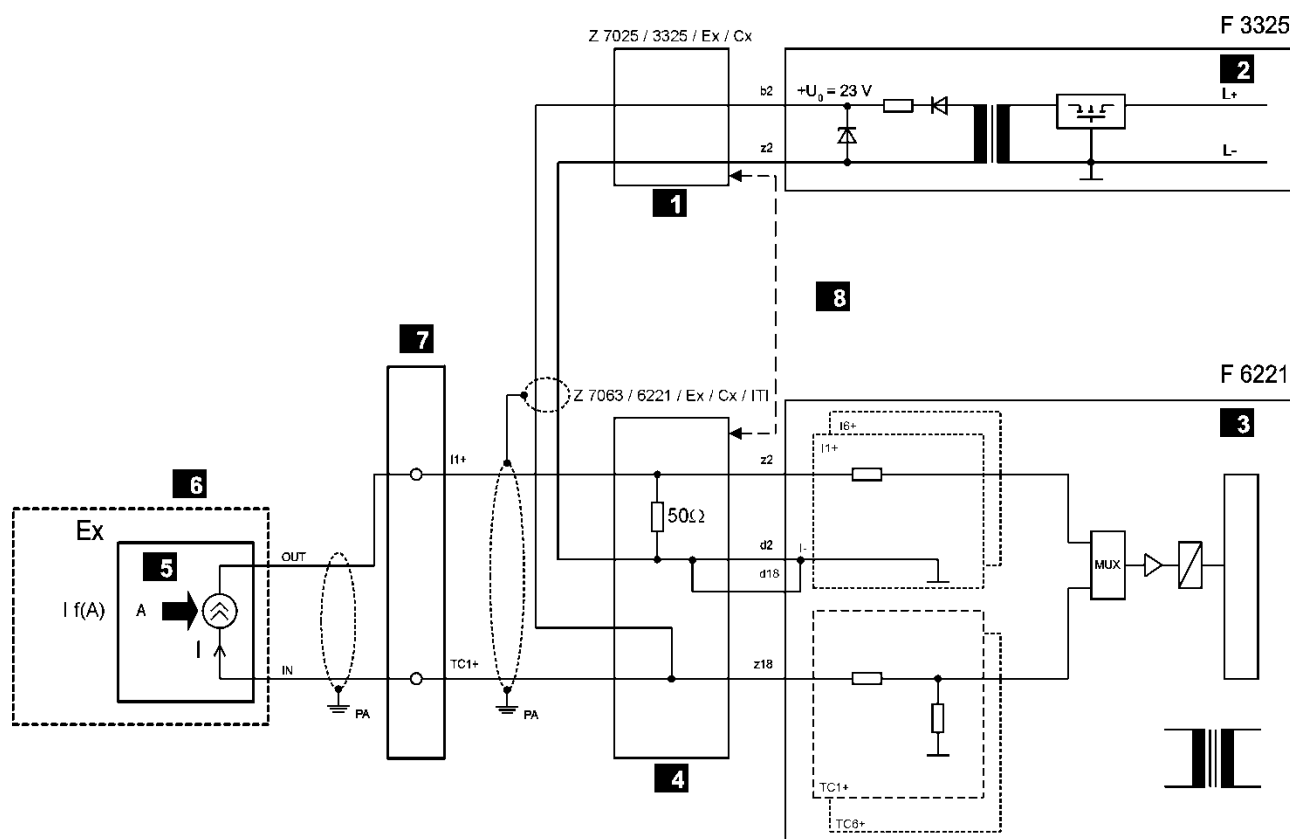 F 3325
Z 7025 / 3325 / Ex / Cx
2
b2
+U0 = 23 V
L+
z2
L-
1
8
7
F 6221
Z 7063 / 6221 / Ex / Cx / ITI
3
I6+
I1+
I1+
z2
6
Ex
50Ω
OUT
d2
I-
5
d18
MUX
I f(A)
A
I
IN
TC1+
z18
PA
PA
4
TC1+
TC6+